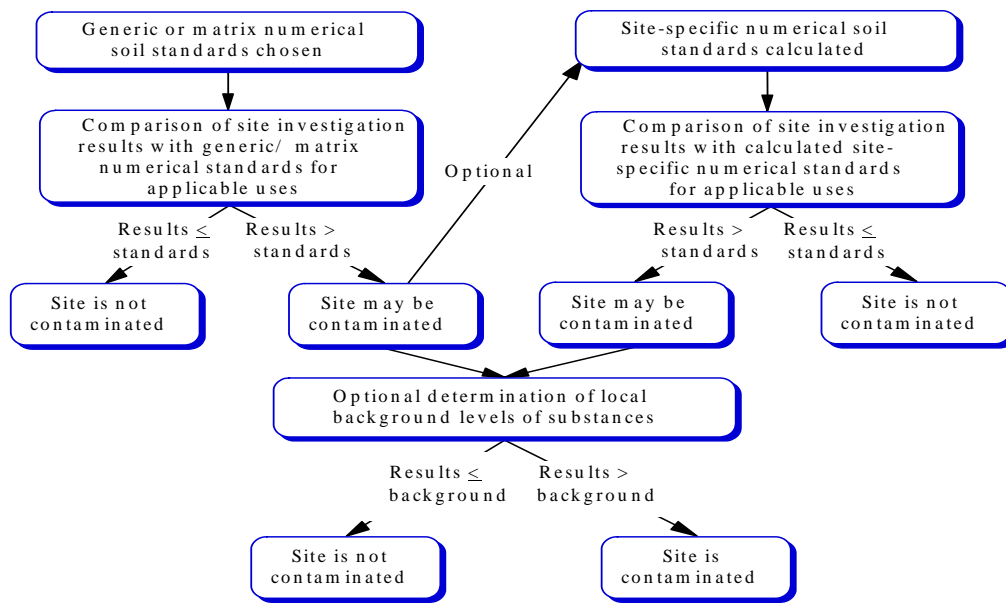 Generic or matrix numerical
soil standards chosen
Site-specific numerical soil
standards calculated
Comparison of site investigation
results with generic/ matrix
numerical standards for
applicable uses
Optional
Comparison of site investigation
results with calculated site-
specific numerical standards
for applicable uses
Results ≤
standards
Results >
standards
Results >
standards
Results ≤
standards
Site is not
contaminated
Site may be
contaminated
Site may be
contaminated
Site is not
contaminated
Optional determination of local
background levels of substances
Results ≤
background
Results >
background
Site is not
contaminated
Site is
contaminated